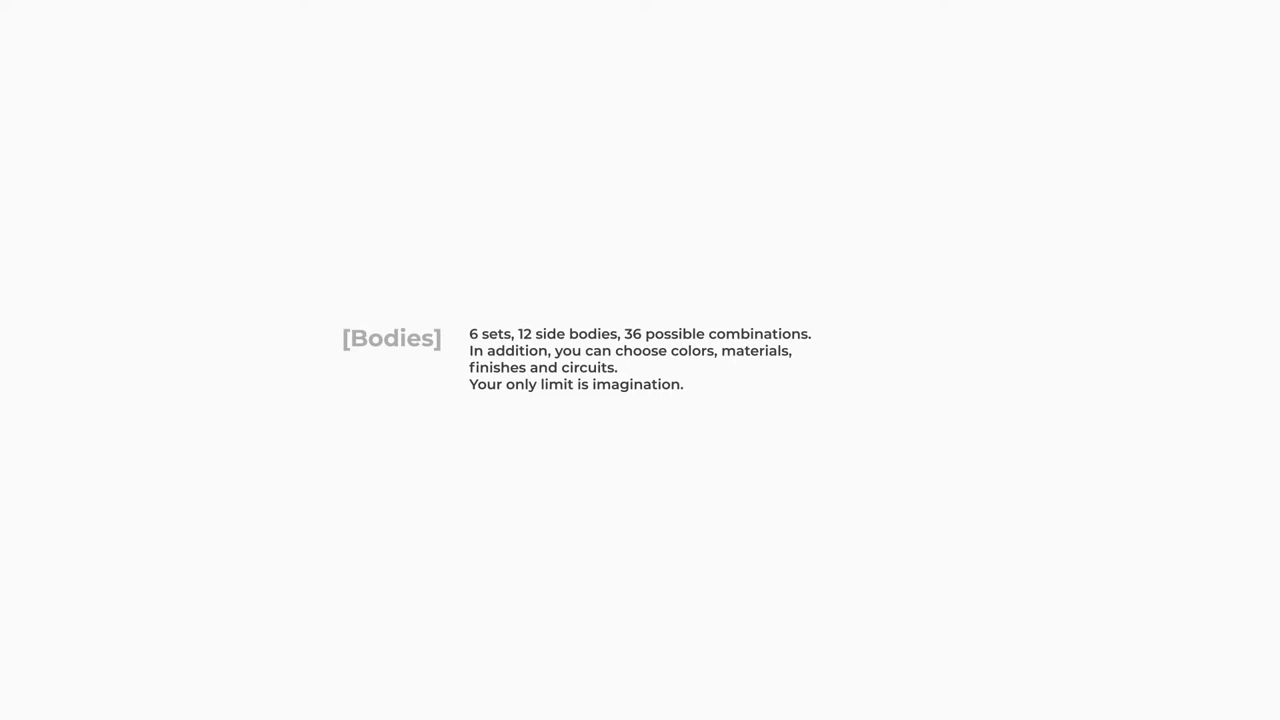 [Bodies]
6 sets, 12 side bodies, 36 possible combinations.
In addition, you can choose colors, materials,
finishes and circuits.
Your only limit is imagination.